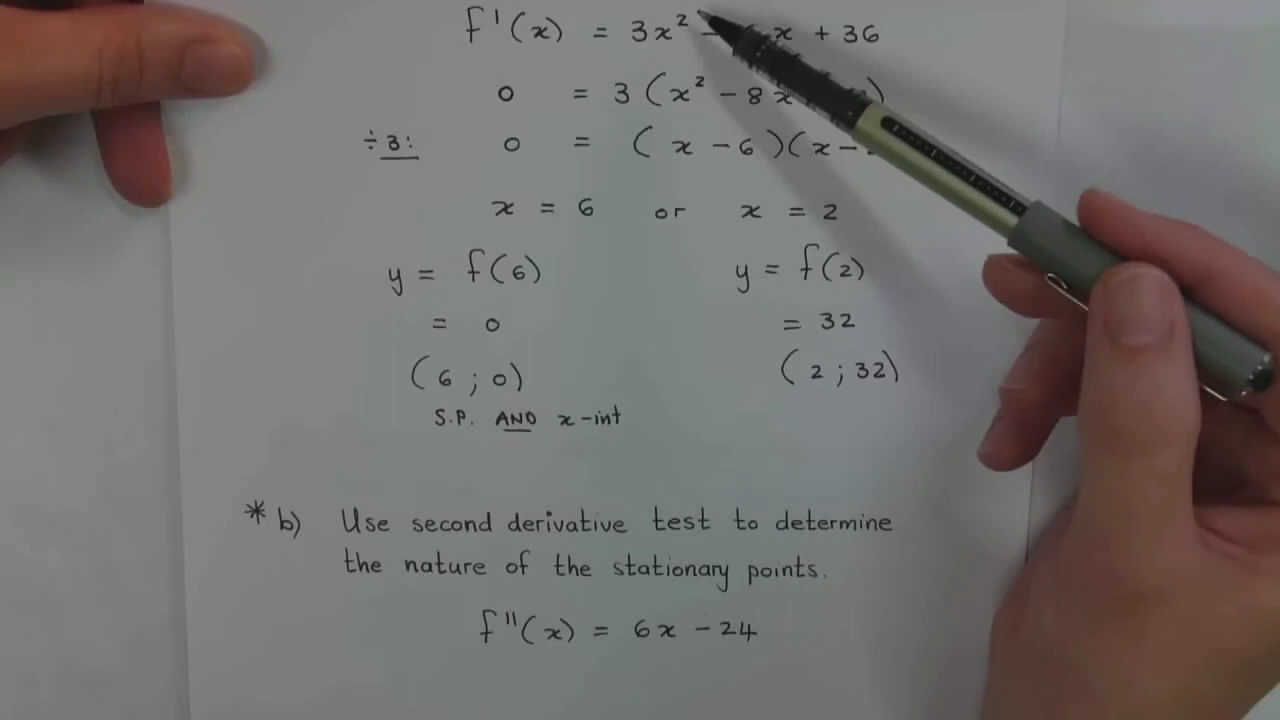 f'(x) = 3x² - x + 36
0 = 3 (x² - 8x )
÷3: 0 = (x - 6)(x -
x = 6 or x = 2
y = f(6) y = f(2)
= 0 = 32
(6 ; 0) (2 ; 32)
S.P. AND x-int
* b) Use second derivative test to determine
the nature of the stationary points.
f''(x) = 6x - 24